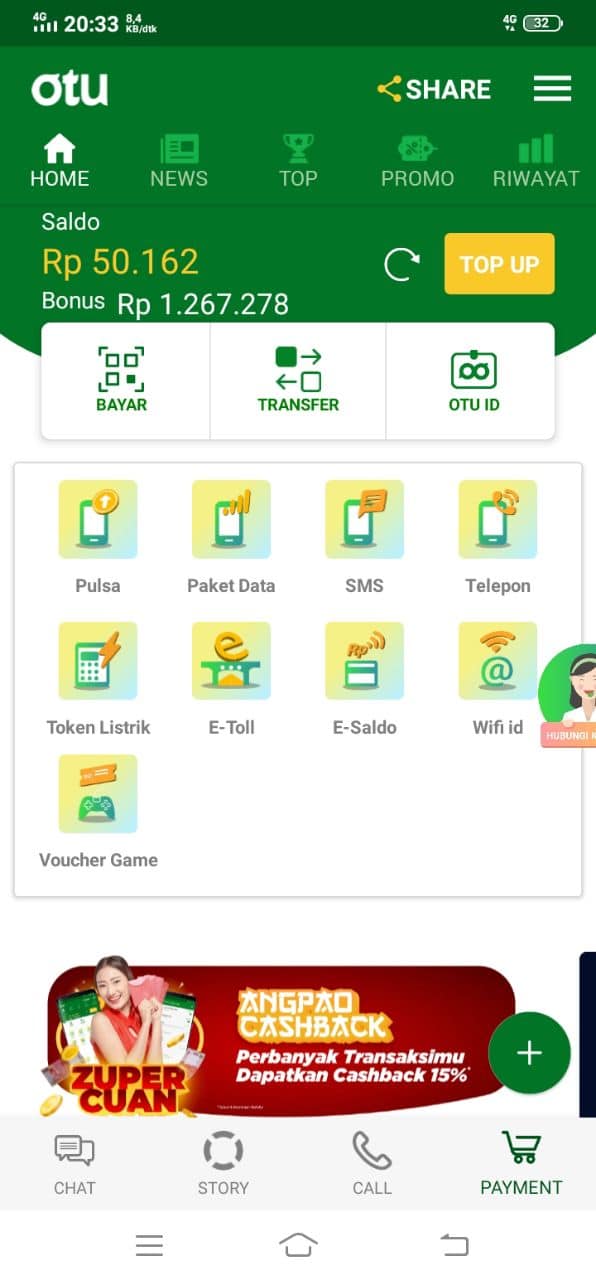 4G 20:33 8,4 KB/dtk 4G 32
otu SHARE
HOME NEWS TOP PROMO RIWAYAT
Saldo
Rp 50.162
TOP UP
Bonus Rp 1.267.278
BAYAR TRANSFER OTU ID
Pulsa Paket Data SMS Telepon
Rp
Token Listrik E-Toll E-Saldo Wifi id
HUBUNGI
Voucher Game
ANGPAO
CASHBACK
Perbanyak Transaksimu
Dapatkan Cashback 15%*
ZUPER
CUAN
CHAT STORY CALL PAYMENT